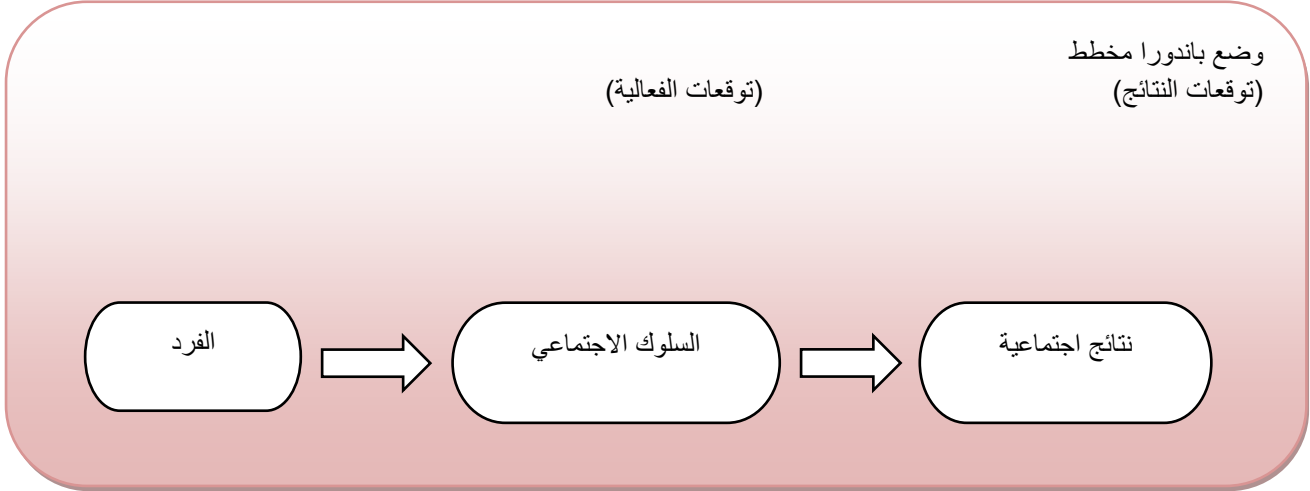 وضع باندورا مخطط
(توقعات النتائج) (توقعات الفعالية)
نتائج اجتماعية
السلوك الاجتماعي
الفرد